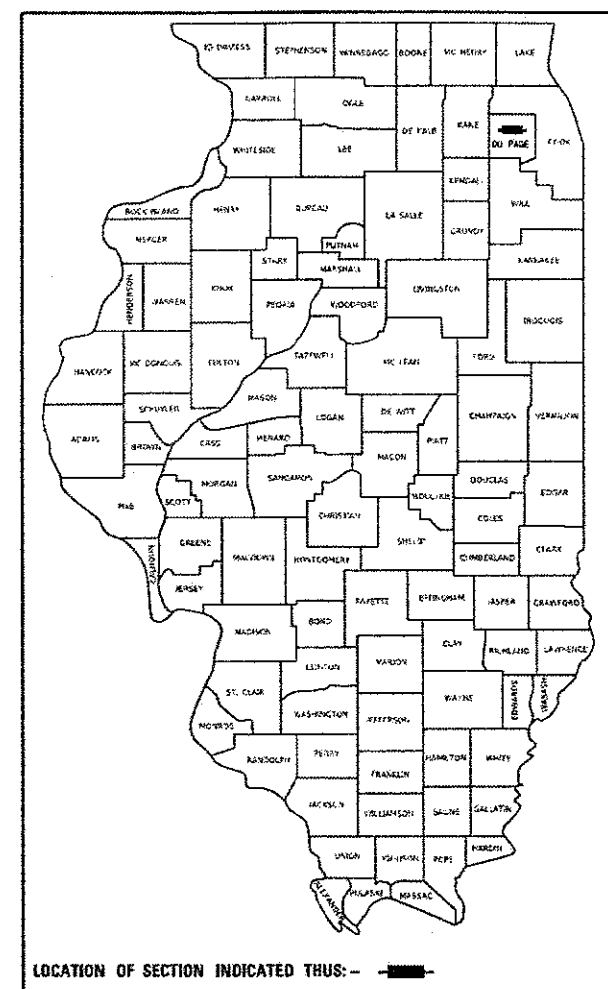 JO DAVIESS STEPHENSON WINNEBAGO BOONE MC HENRY LAKE
CARROLL OGLE
DE KALB KANE DU PAGE COOK
WHITESIDE LEE
KENDALL
ROCK ISLAND HENRY BUREAU LA SALLE WILL
GRUNDY
MERCER PUTNAM
STARK MARSHALL KANKAKEE
HENDERSON WARREN KNOX PEORIA WOODFORD LIVINGSTON
IROQUOIS
TAZEWELL FORD
HANCOCK MC DONOUGH FULTON MC LEAN
MASON
SCHUYLER LOGAN DE WITT CHAMPAIGN VERMILION
ADAMS BROWN CASS MENARD PIATT
MACON
MORGAN SANGAMON DOUGLAS
PIKE SCOTT MOULTRIE EDGAR
CHRISTIAN COLES
GREENE SHELBY
CALHOUN MACOUPIN MONTGOMERY CUMBERLAND CLARK
JERSEY
FAYETTE EFFINGHAM JASPER CRAWFORD
MADISON BOND
CLAY RICHLAND LAWRENCE
CLINTON MARION
ST. CLAIR WAYNE EDWARDS WABASH
WASHINGTON JEFFERSON
MONROE
RANDOLPH PERRY HAMILTON WHITE
FRANKLIN
JACKSON WILLIAMSON SALINE GALLATIN
UNION JOHNSON POPE HARDIN
ALEXANDER PULASKI MASSAC
LOCATION OF SECTION INDICATED THUS: -